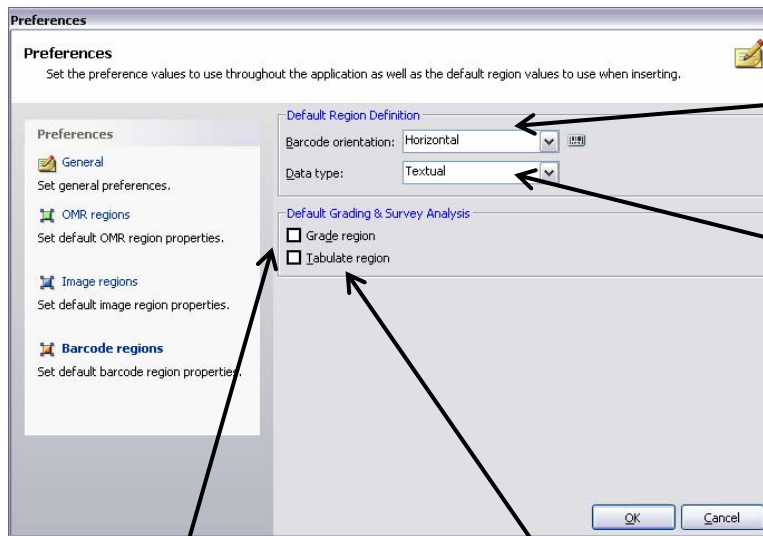 Preferences
Preferences
Set the preference values to use throughout the application as well as the default region values to use when inserting.
Preferences
General
Set general preferences.
OMR regions
Set default OMR region properties.
Image regions
Set default image region properties.
Barcode regions
Set default barcode region properties.
Default Region Definition
Barcode orientation: Horizontal
Data type: Textual
Default Grading & Survey Analysis
Grade region
Tabulate region
OK Cancel